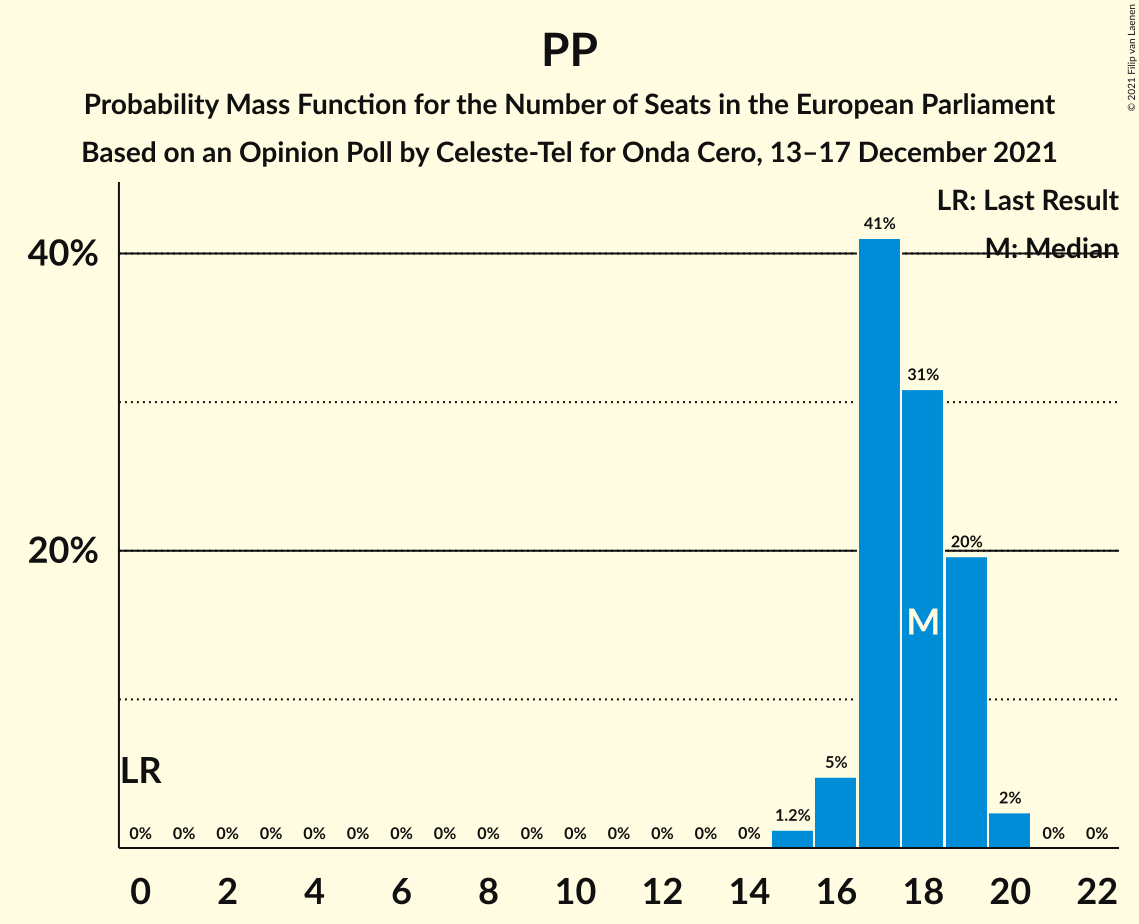 PP
Probability Mass Function for the Number of Seats in the European Parliament
Based on an Opinion Poll by Celeste-Tel for Onda Cero, 13–17 December 2021
© 2021 Filip van Laenen
LR: Last Result
M: Median
41%
40%
31%
20%
20%
M
LR
5%
2%
1.2%
0% 0% 0% 0% 0% 0% 0% 0% 0% 0% 0% 0% 0% 0% 0% 0% 0%
0 2 4 6 8 10 12 14 16 18 20 22